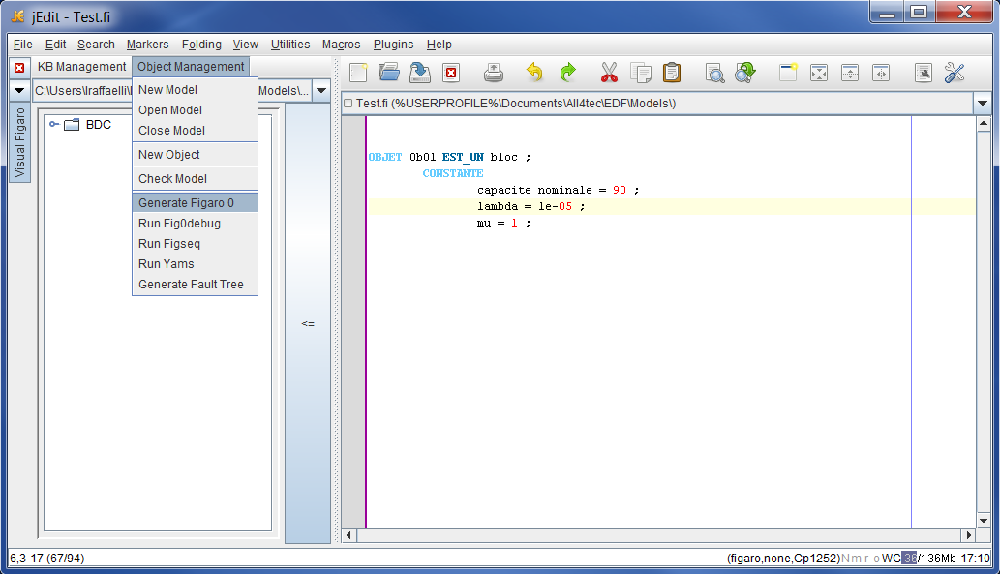 jEdit - Test.fi
File Edit Search Markers Folding View Utilities Macros Plugins Help
KB Management Object Management
C:\Users\lraffaelli\ Models\...
New Model
Open Model
Close Model
New Object
Check Model
Generate Figaro 0
Run Fig0debug
Run Figseq
Run Yams
Generate Fault Tree
Visual Figaro
BDC
<=
Test.fi (%USERPROFILE%\Documents\All4tec\EDF\Models\)
OBJET Ob01 EST_UN bloc ;
CONSTANTE
capacite_nominale = 90 ;
lambda = 1e-05 ;
mu = 1 ;
6,3-17 (67/94)
(figaro,none,Cp1252)N m r o WG 36/136Mb 17:10